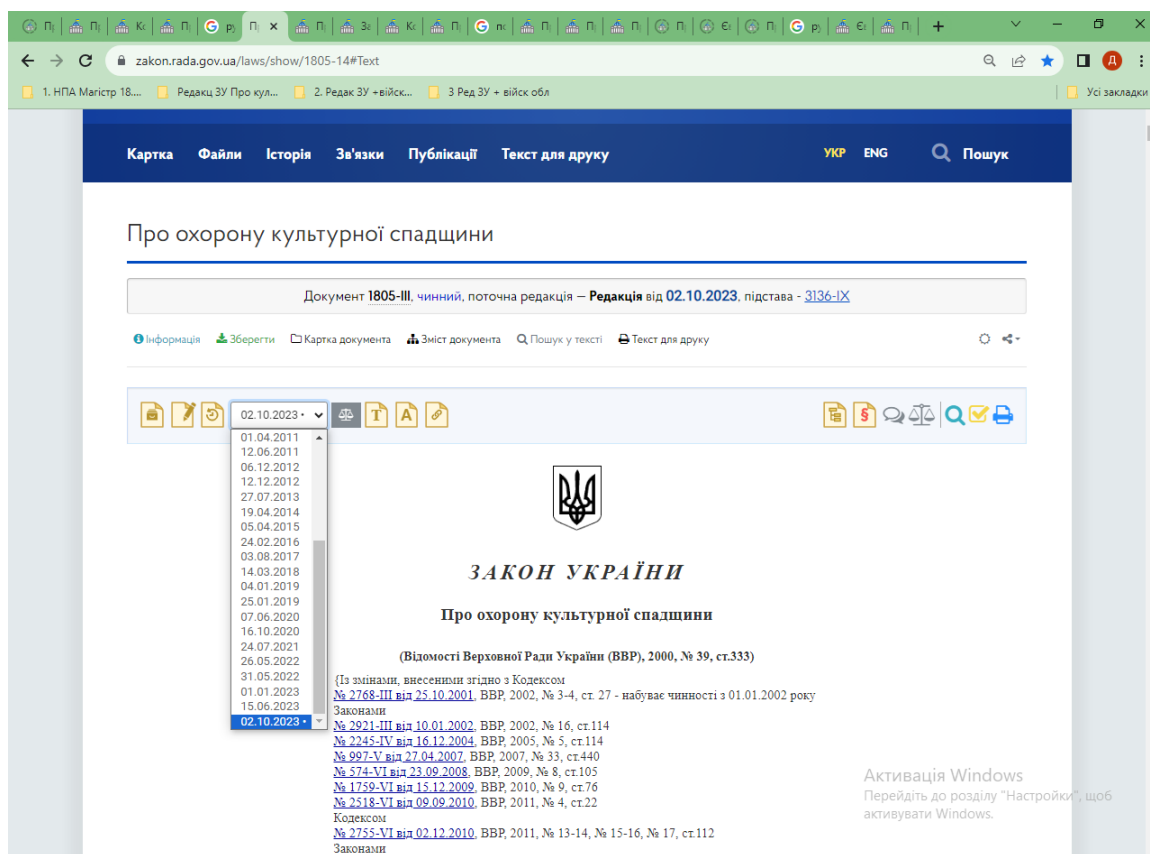 zakon.rada.gov.ua/laws/show/1805-14#Text
Д
1. НПА Магістр 18.... Редакц ЗУ Про кул... 2. Редак ЗУ +війск... 3 Ред ЗУ + війск обл Усі закладки
Картка Файли Історія Зв'язки Публікації Текст для друку УКР ENG Пошук
Про охорону культурної спадщини
Документ 1805-III, чинний, поточна редакція — Редакція від 02.10.2023, підстава - 3136-IX
Інформація Зберегти Картка документа Зміст документа Пошук у тексті Текст для друку
02.10.2023 •
01.04.2011
12.06.2011
06.12.2012
12.12.2012
27.07.2013
19.04.2014
05.04.2015
24.02.2016
03.08.2017
14.03.2018
04.01.2019
25.01.2019
07.06.2020
16.10.2020
24.07.2021
26.05.2022
31.05.2022
01.01.2023
15.06.2023
02.10.2023 •
ЗАКОН УКРАЇНИ
Про охорону культурної спадщини
(Відомості Верховної Ради України (ВВР), 2000, № 39, ст.333)
{Із змінами, внесеними згідно з Кодексом
№ 2768-III від 25.10.2001, ВВР, 2002, № 3-4, ст. 27 - набуває чинності з 01.01.2002 року
Законами
№ 2921-III від 10.01.2002, ВВР, 2002, № 16, ст.114
№ 2245-IV від 16.12.2004, ВВР, 2005, № 5, ст.114
№ 997-V від 27.04.2007, ВВР, 2007, № 33, ст.440
№ 574-VI від 23.09.2008, ВВР, 2009, № 8, ст.105
№ 1759-VI від 15.12.2009, ВВР, 2010, № 9, ст.76
№ 2518-VI від 09.09.2010, ВВР, 2011, № 4, ст.22
Кодексом
№ 2755-VI від 02.12.2010, ВВР, 2011, № 13-14, № 15-16, № 17, ст.112
Законами
Активація Windows
Перейдіть до розділу "Настройки", щоб
активувати Windows.